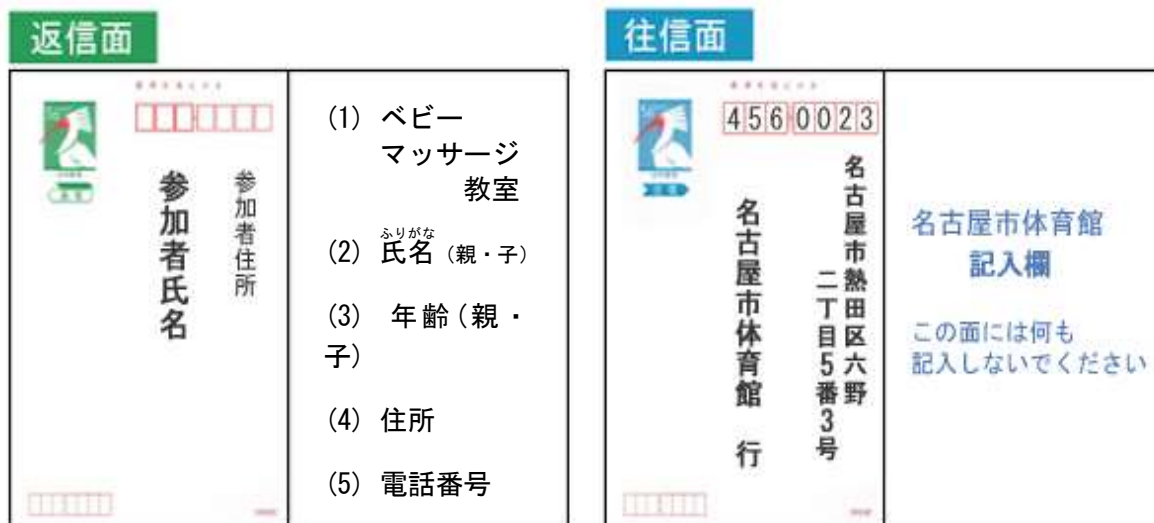 返信面
参加者住所
参加者氏名
(1) ベビー
マッサージ
教室
ふりがな
(2) 氏名(親・子)
(3) 年齢(親・
子)
(4) 住所
(5) 電話番号
往信面
4560023
名古屋市熱田区六野
二丁目5番3号
名古屋市体育館 行
名古屋市体育館
記入欄
この面には何も
記入しないでください